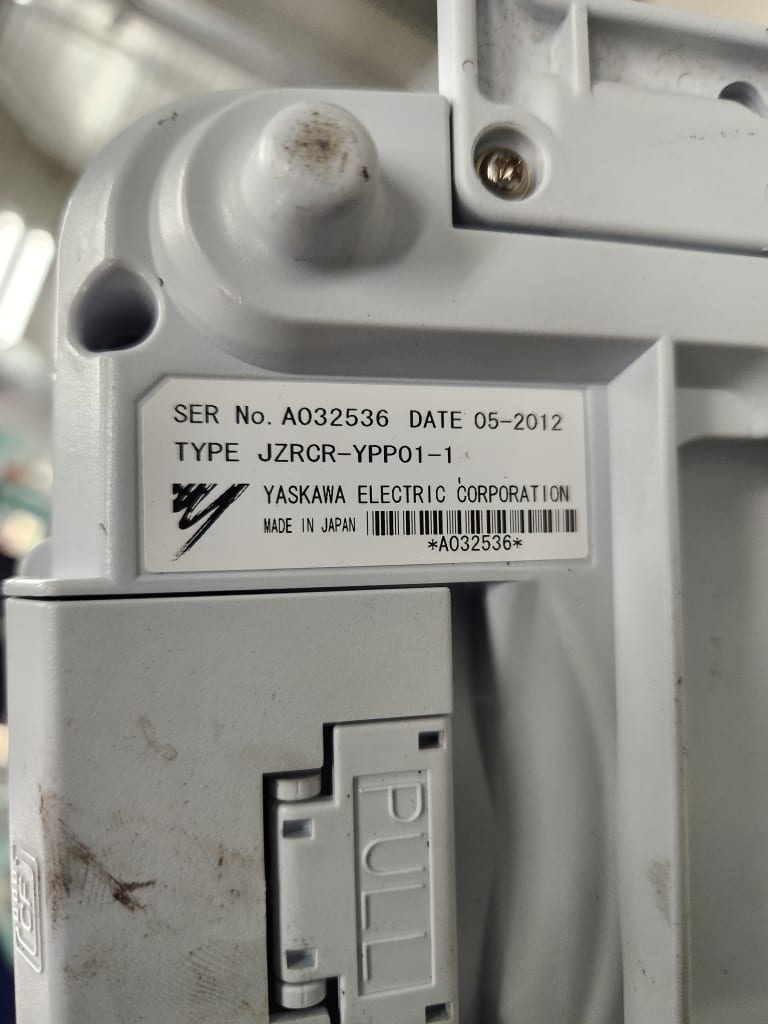 SER No. A032536 DATE 05-2012
TYPE JZRCR-YPP01-1
YASKAWA ELECTRIC CORPORATION
MADE IN JAPAN
*A032536*
PULL